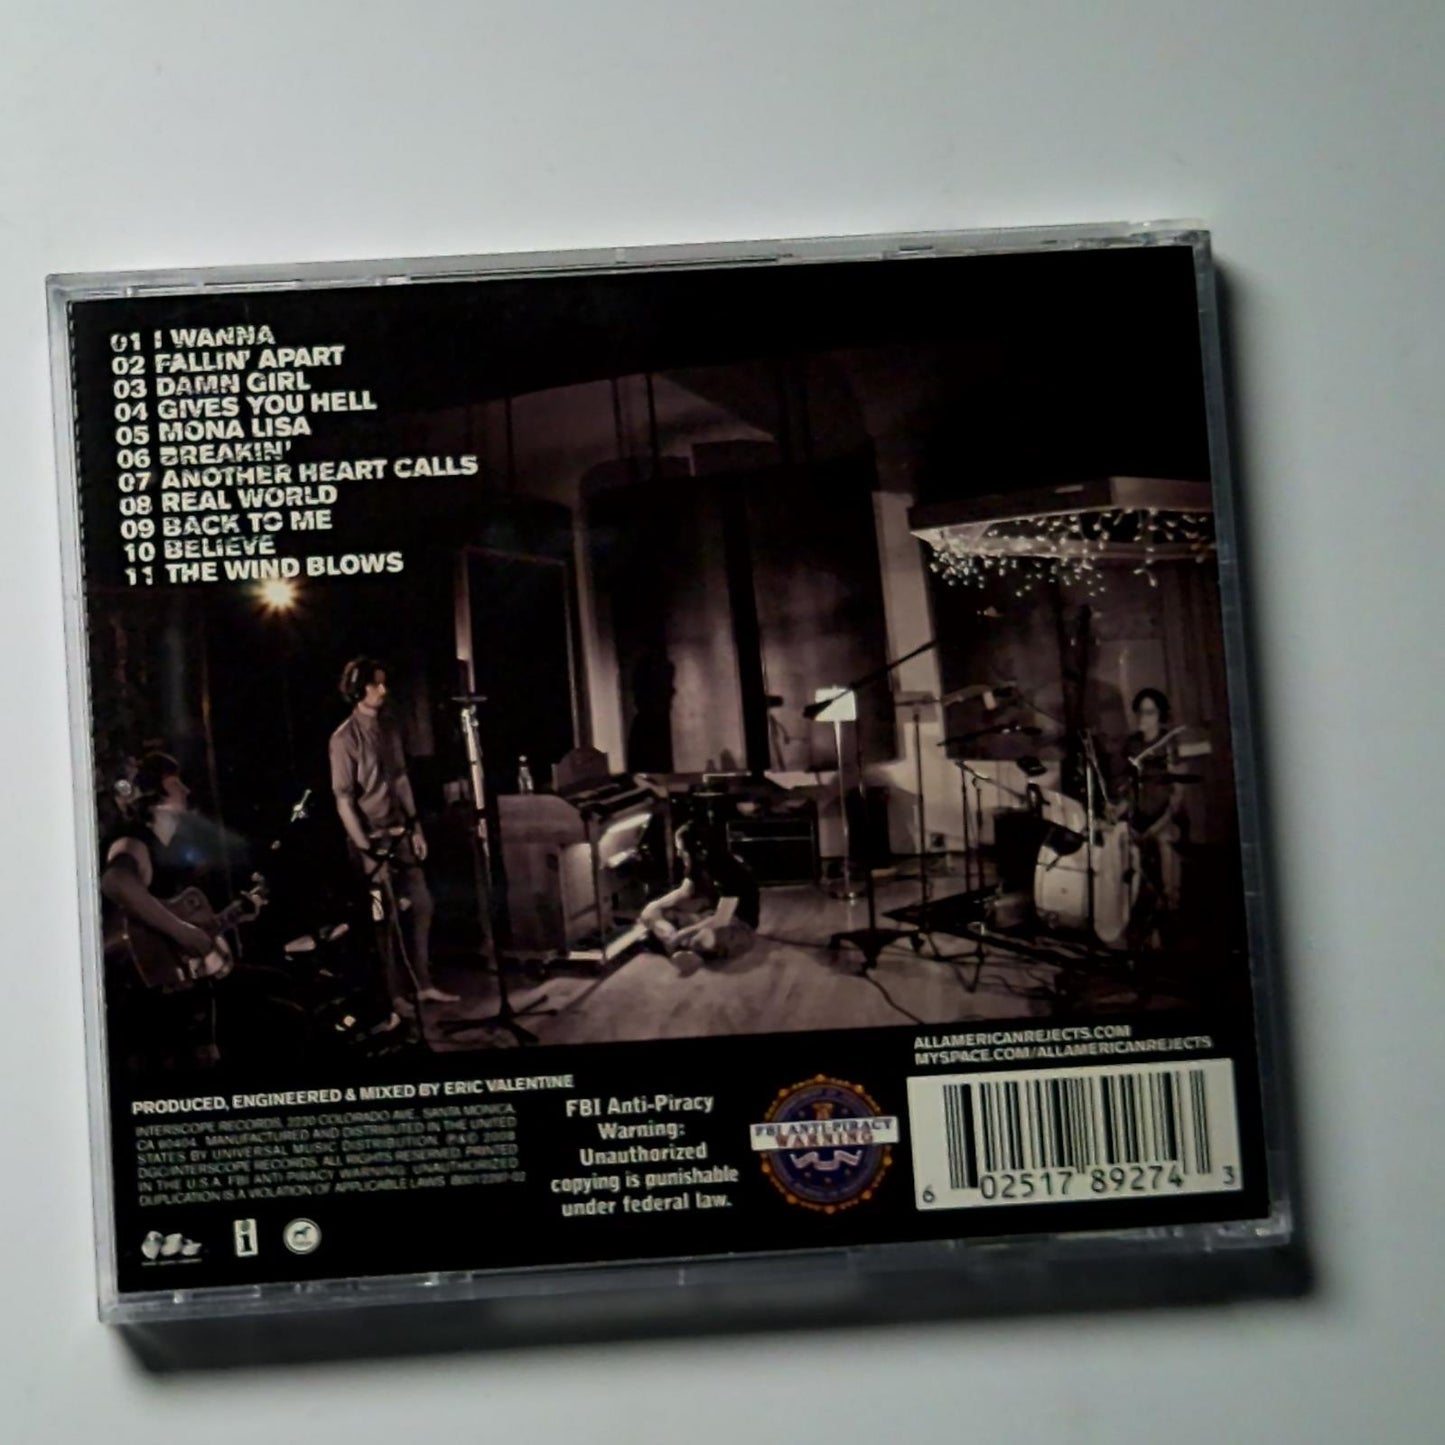 01 I WANNA
02 FALLIN' APART
03 DAMN GIRL
04 GIVES YOU HELL
05 MONA LISA
06 BREAKIN'
07 ANOTHER HEART CALLS
08 REAL WORLD
09 BACK TO ME
10 BELIEVE
11 THE WIND BLOWS
ALLAMERICANREJECTS.COM
MYSPACE.COM/ALLAMERICANREJECTS
PRODUCED, ENGINEERED & MIXED BY ERIC VALENTINE
INTERSCOPE RECORDS, 2220 COLORADO AVE, SANTA MONICA,
CA 90404. MANUFACTURED AND DISTRIBUTED IN THE UNITED
STATES BY UNIVERSAL MUSIC DISTRIBUTION. ℗&© 2008
DGC/INTERSCOPE RECORDS. ALL RIGHTS RESERVED. PRINTED
IN THE U.S.A. FBI ANTI-PIRACY WARNING: UNAUTHORIZED
DUPLICATION IS A VIOLATION OF APPLICABLE LAWS.
FBI Anti-Piracy
Warning:
Unauthorized
copying is punishable
under federal law.
FBI ANTI-PIRACY
WARNING
6 02517 89274 3
i